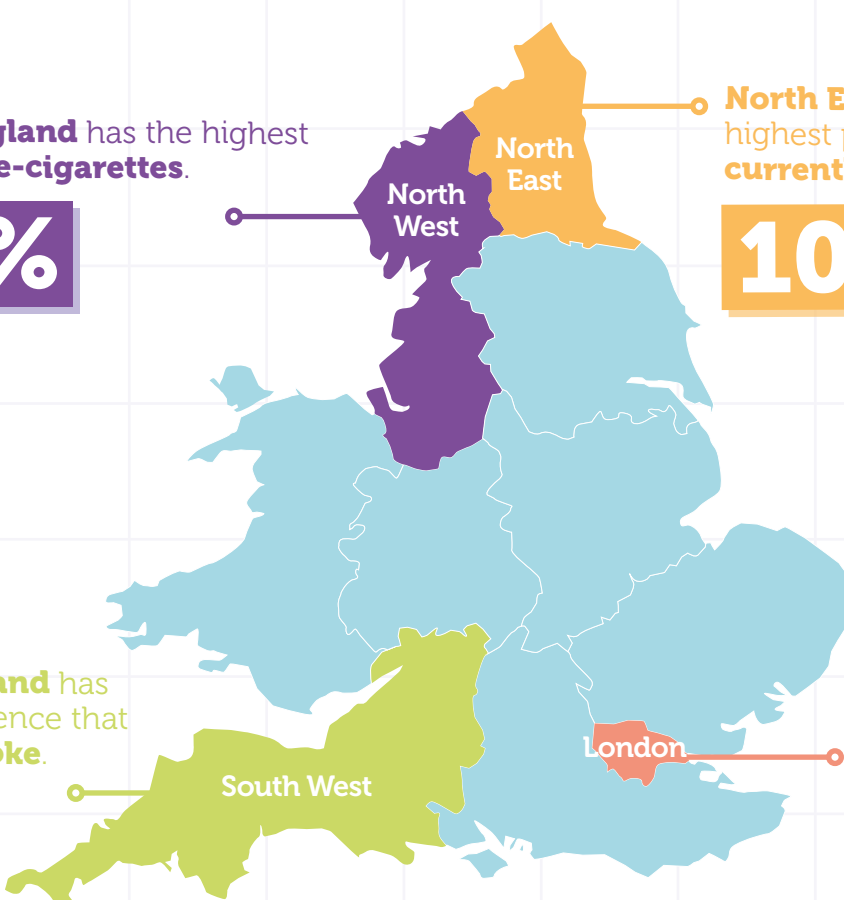 gland has the highest
e-cigarettes.
%
North E
highest
current
10
North
East
North
West
and has
ence that
oke.
South West
London